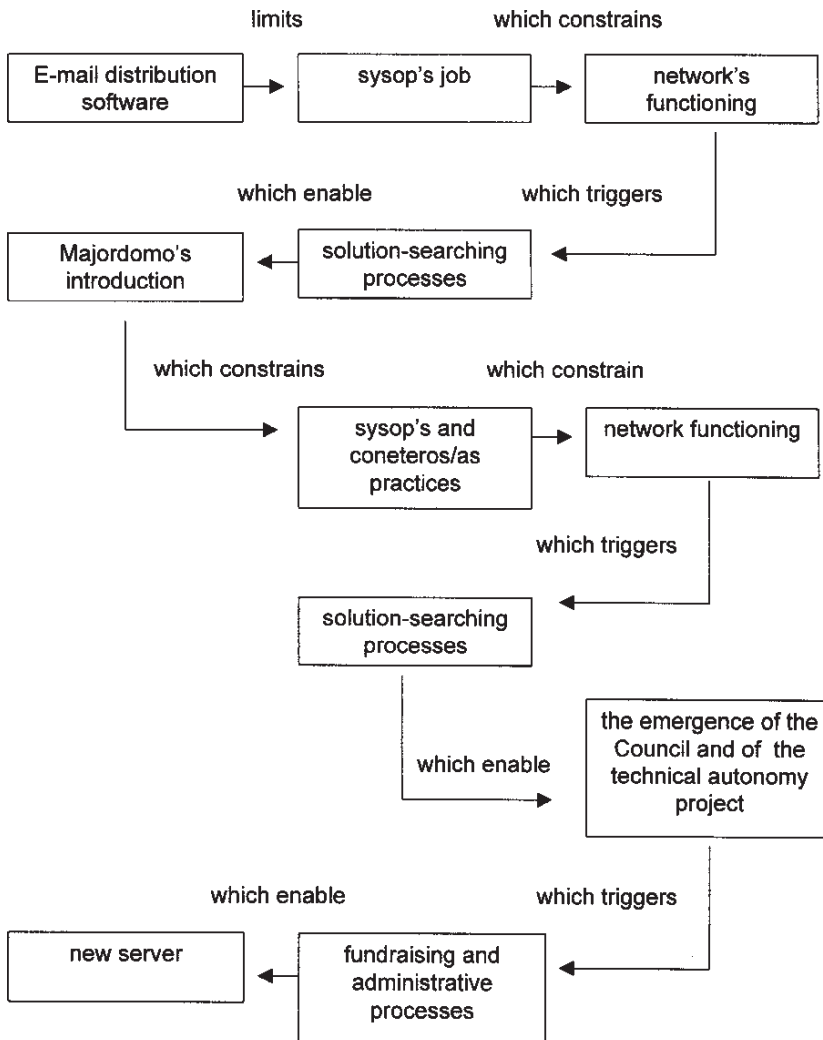 limits
which constrains
E-mail distribution
software
sysop's job
network's
functioning
which enable
which triggers
Majordomo's
introduction
solution-searching
processes
which constrains
which constrain
sysop's and
coneteros/as
practices
network functioning
which triggers
solution-searching
processes
which enable
the emergence of the
Council and of the
technical autonomy
project
which enable
which triggers
new server
fundraising and
administrative
processes